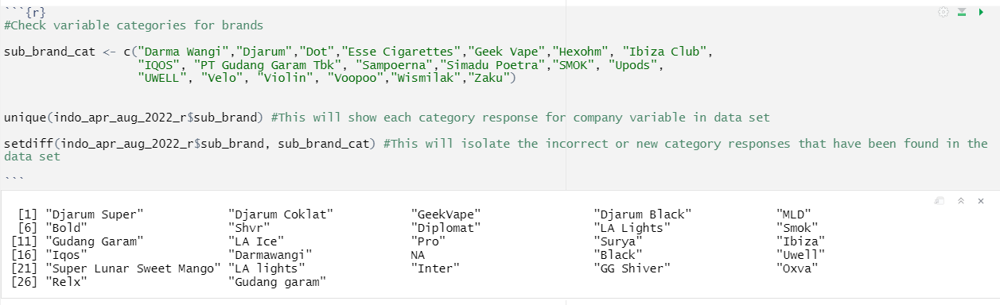 ```{r}
#Check variable categories for brands
sub_brand_cat <- c("Darma Wangi","Djarum","Dot","Esse Cigarettes","Geek Vape","Hexohm", "Ibiza Club",
"IQOS", "PT Gudang Garam Tbk", "Sampoerna","Simadu Poetra","SMOK", "Upods",
"UWELL", "Velo", "Violin", "Voopoo","Wismilak","Zaku")
unique(indo_apr_aug_2022_r$sub_brand) #This will show each category response for company variable in data set
setdiff(indo_apr_aug_2022_r$sub_brand, sub_brand_cat) #This will isolate the incorrect or new category responses that have been found in the
data set
```
[1] "Djarum Super" "Djarum Coklat" "GeekVape" "Djarum Black" "MLD"
[6] "Bold" "Shvr" "Diplomat" "LA Lights" "Smok"
[11] "Gudang Garam" "LA Ice" "Pro" "Surya" "Ibiza"
[16] "Iqos" "Darmawangi" NA "Black" "Uwell"
[21] "Super Lunar Sweet Mango" "LA lights" "Inter" "GG Shiver" "Oxva"
[26] "Relx" "Gudang garam"